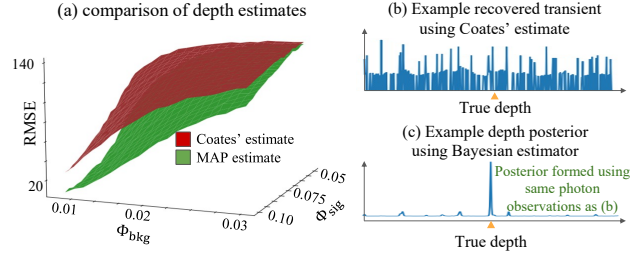 (a) comparison of depth estimates
140
RMSE
20
Coates' estimate
MAP estimate
0.01
0.02
0.03
Φbkg
0.05
0.075
0.10
Φsig
(b) Example recovered transient
using Coates' estimate
True depth
(c) Example depth posterior
using Bayesian estimator
Posterior formed using
same photon
observations as (b)
True depth